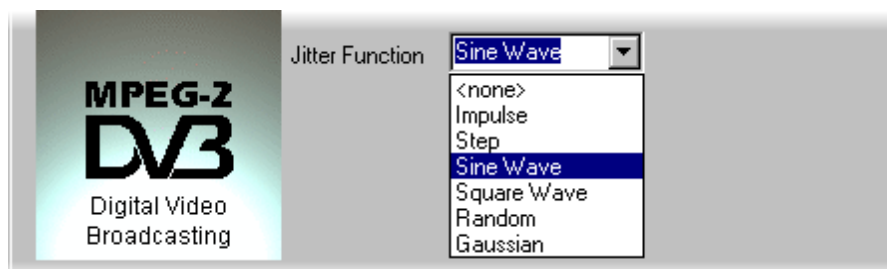 MPEG-2
DVB
Digital Video
Broadcasting
Jitter Function
Sine Wave
<none>
Impulse
Step
Sine Wave
Square Wave
Random
Gaussian